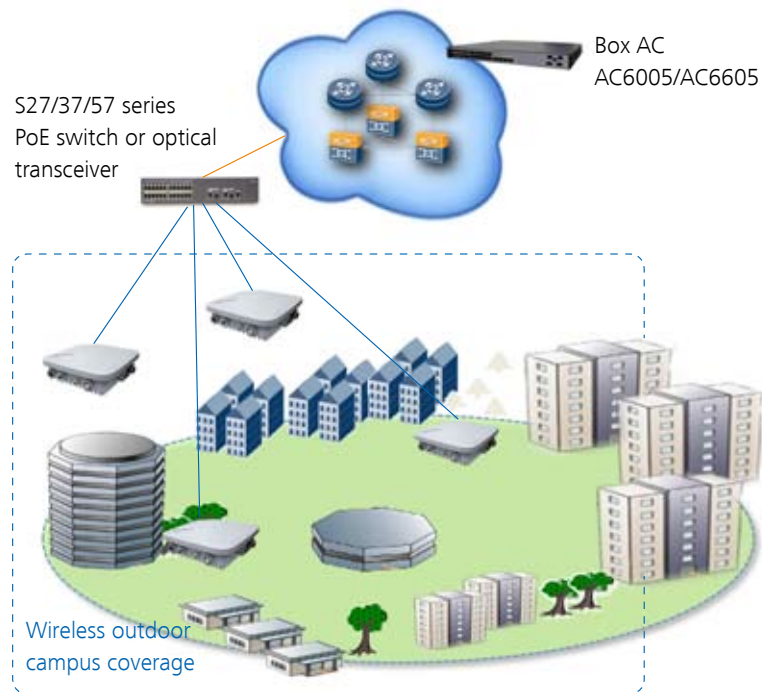 Box AC
AC6005/AC6605
S27/37/57 series
PoE switch or optical
transceiver
Wireless outdoor
campus coverage